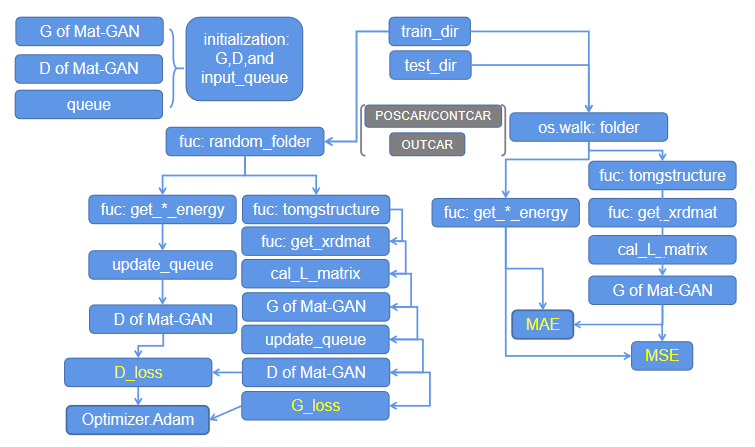 G of Mat-GAN
D of Mat-GAN
queue
initialization:
G,D,and
input_queue
train_dir
test_dir
POSCAR/CONTCAR
OUTCAR
os.walk: folder
fuc: random_folder
fuc: get_*_energy
update_queue
D of Mat-GAN
D_loss
Optimizer.Adam
fuc: tomgstructure
fuc: get_xrdmat
cal_L_matrix
G of Mat-GAN
update_queue
D of Mat-GAN
G_loss
fuc: get_*_energy
fuc: tomgstructure
fuc: get_xrdmat
cal_L_matrix
G of Mat-GAN
MAE
MSE